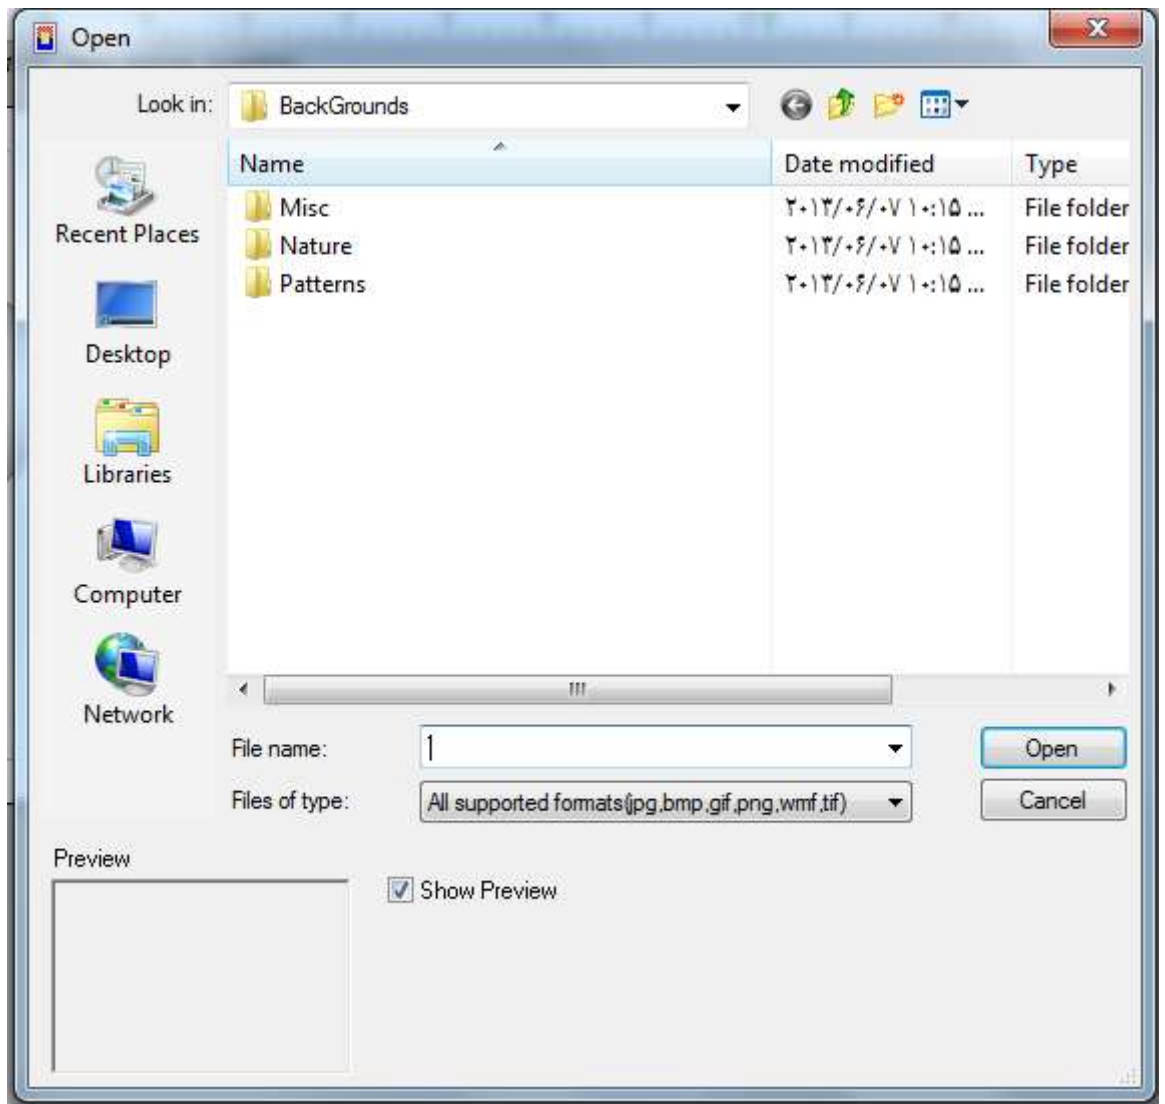 Open
Look in: BackGrounds
Name Date modified Type
Misc ۲۰۱۳/۰۶/۰۷ ۱۰:۱۵ ... File folder
Nature ۲۰۱۳/۰۶/۰۷ ۱۰:۱۵ ... File folder
Patterns ۲۰۱۳/۰۶/۰۷ ۱۰:۱۵ ... File folder
Recent Places
Desktop
Libraries
Computer
Network
File name: Open
Files of type: All supported formats(jpg,bmp,gif,png,wmf,tif) Cancel
Preview
Show Preview